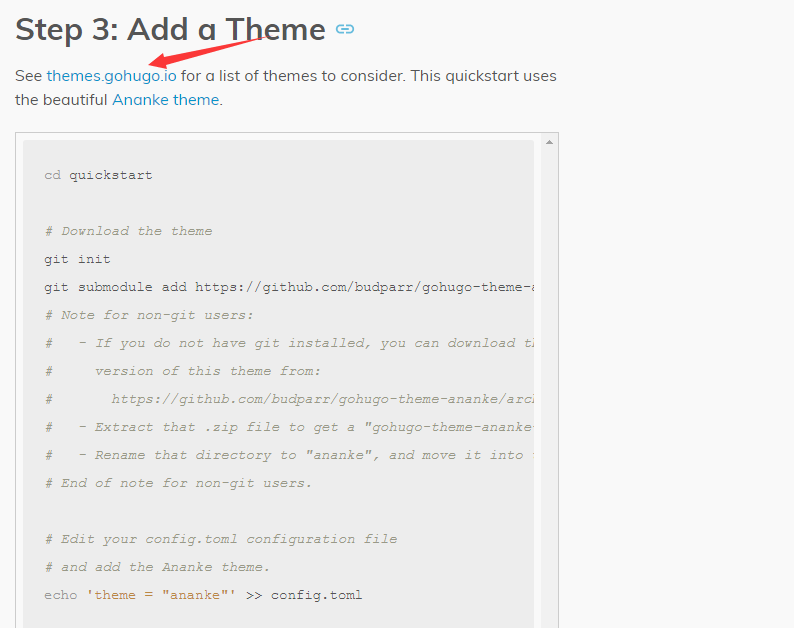 Step 3: Add a Theme
See themes.gohugo.io for a list of themes to consider. This quickstart uses
the beautiful Ananke theme.
cd quickstart
# Download the theme
git init
git submodule add https://github.com/budparr/gohugo-theme-
# Note for non-git users:
#   - If you do not have git installed, you can download
#     version of this theme from:
#       https://github.com/budparr/gohugo-theme-ananke/arc
#   - Extract that .zip file to get a "gohugo-theme-ananke-
#   - Rename that directory to "ananke", and move it into
# End of note for non-git users.
# Edit your config.toml configuration file
# and add the Ananke theme.
echo 'theme = "ananke"' >> config.toml